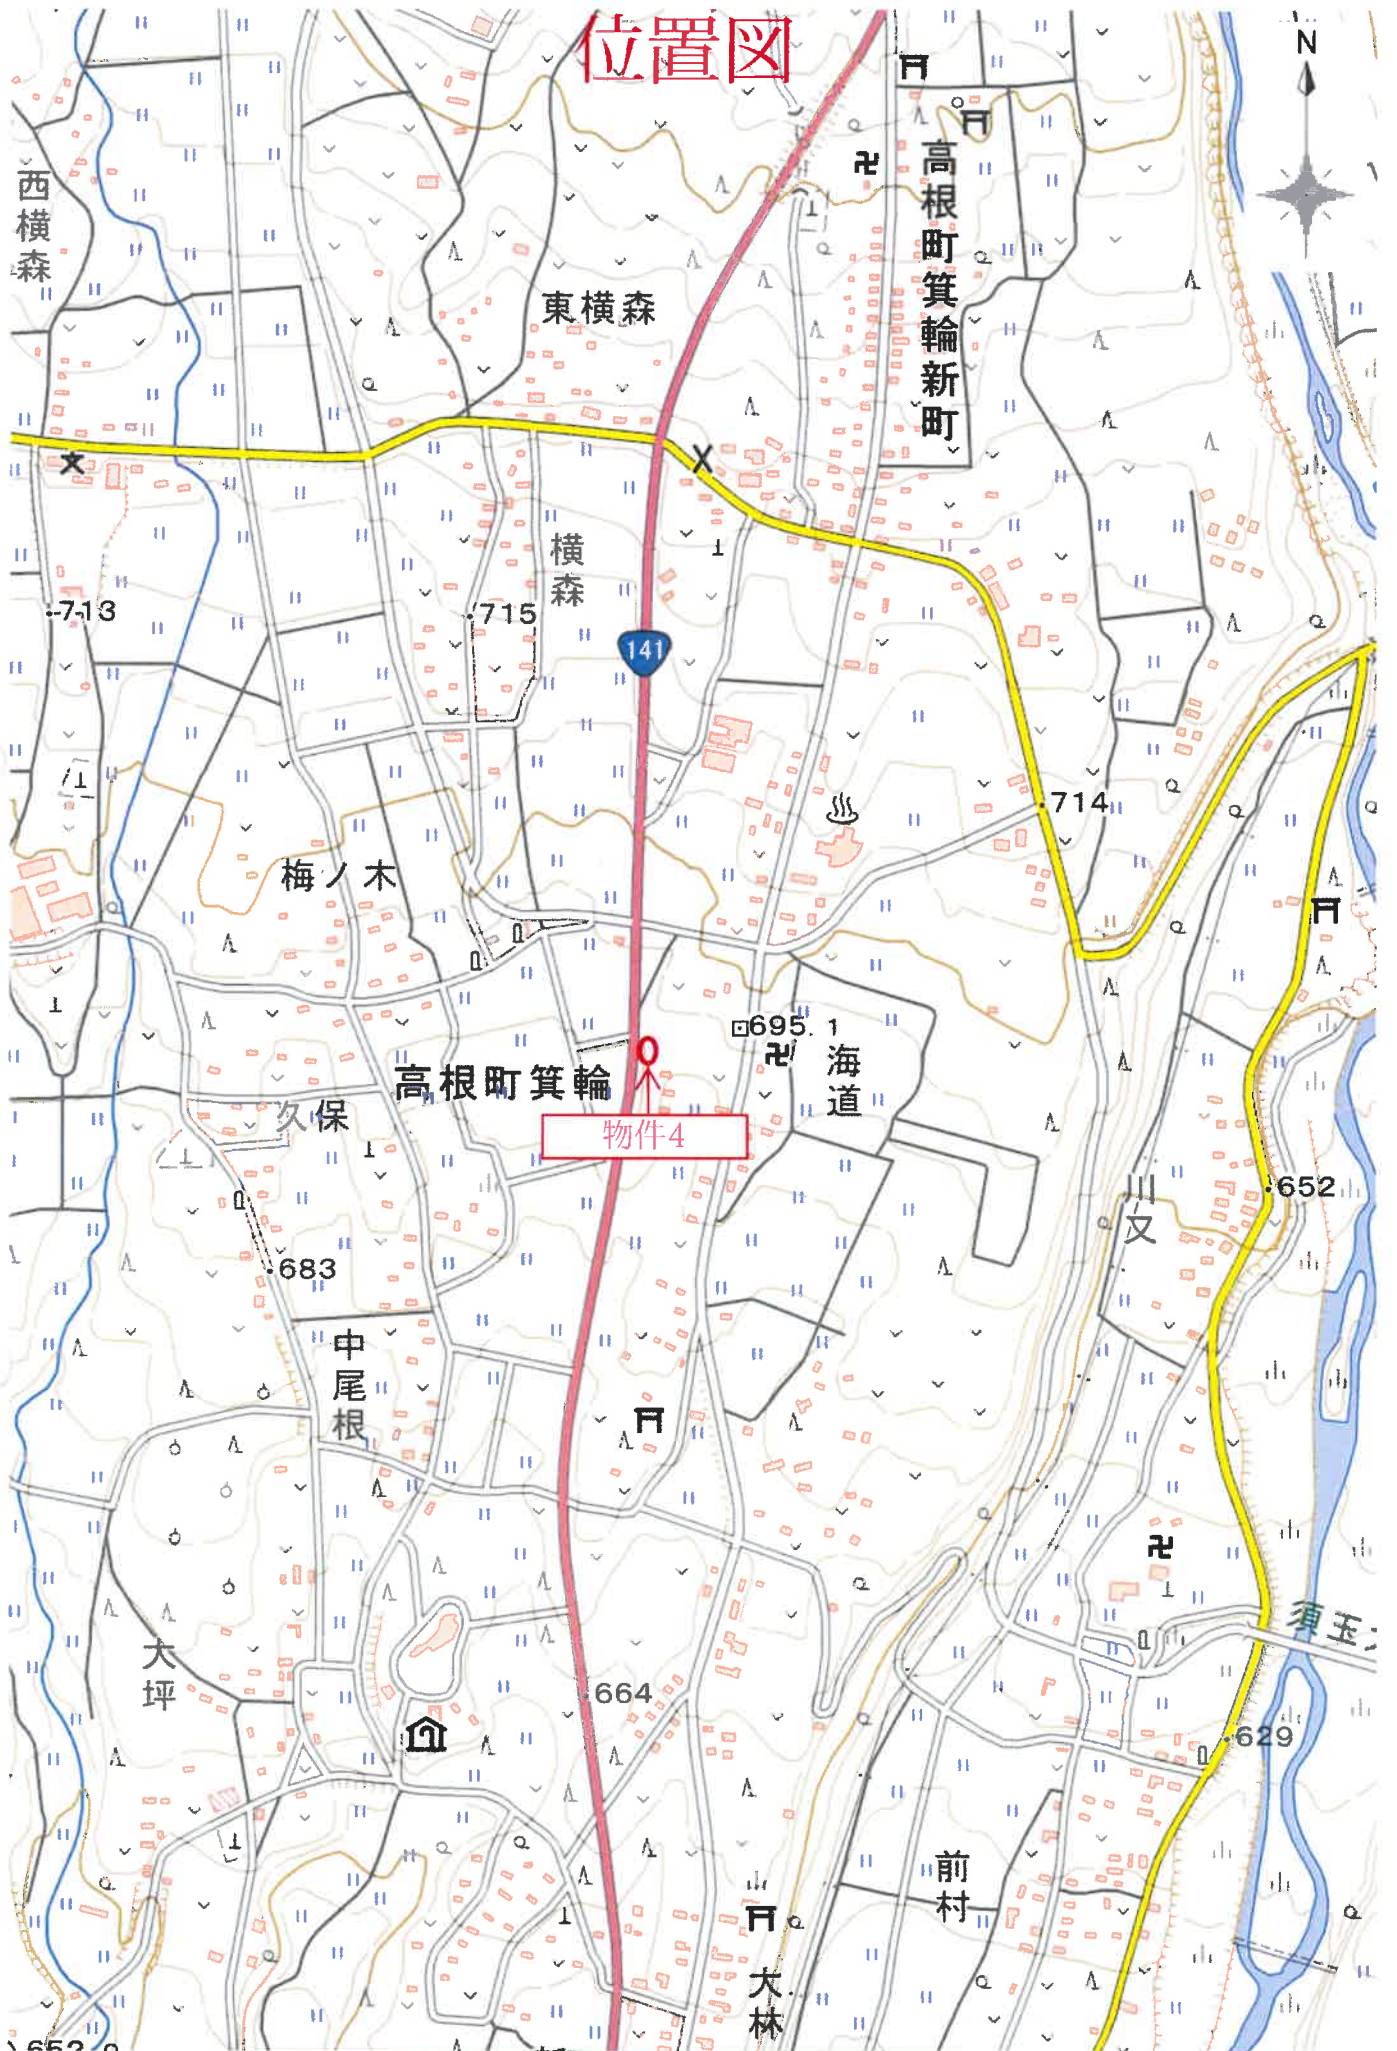 位置図
N
西横森
高根町箕輪新町
東横森
横森
713
715
141
714
梅ノ木
695.1
海道
高根町箕輪
久保
物件4
川又
652
683
中尾根
須玉
大坪
664
629
前村
大林